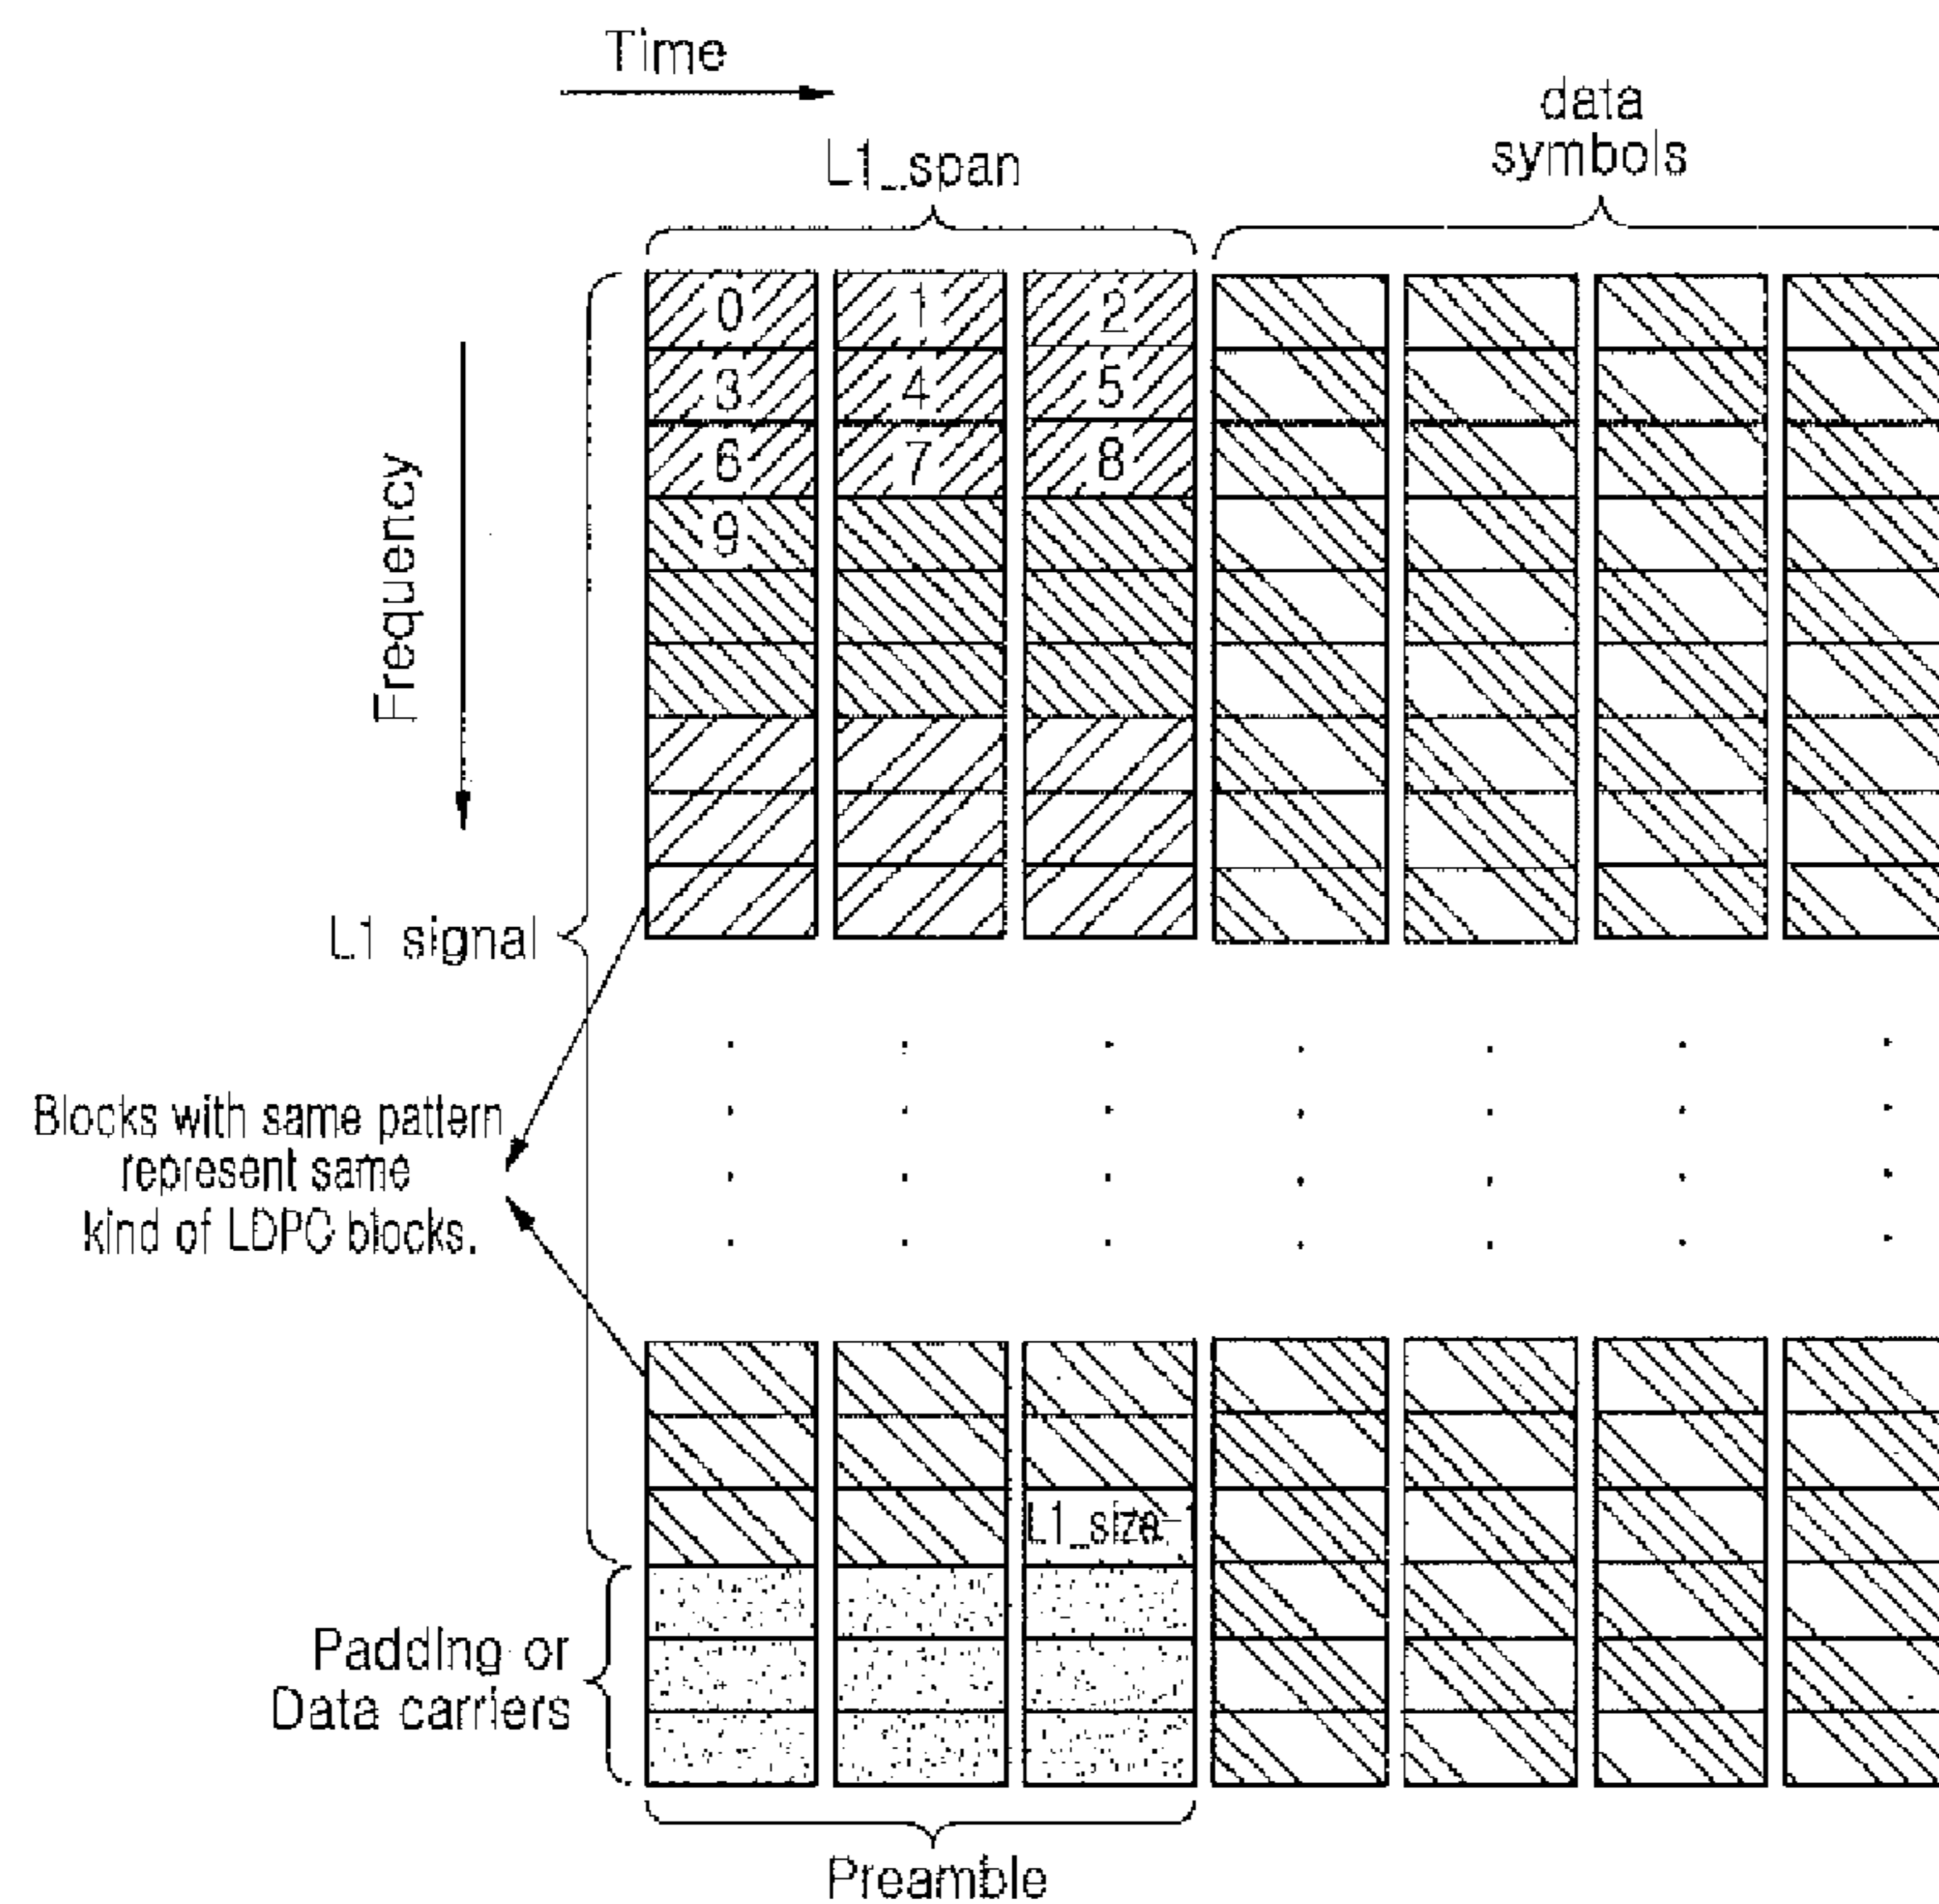 Time
data
symbols
L1_span
0 1 2
3 4 5
6 7 8
9
Frequency
L1 signal
Blocks with same pattern
represent same
kind of LDPC blocks.
L1_size-1
Padding or
Data carriers
Preamble